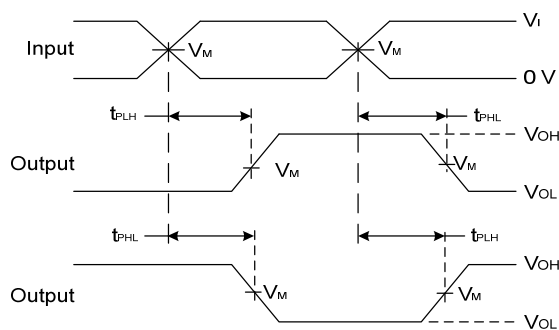 VI
Input
VM
VM
0 V
tPLH
tPHL
VOH
Output
VM
VM
VOL
tPHL
tPLH
VOH
Output
VM
VM
VOL